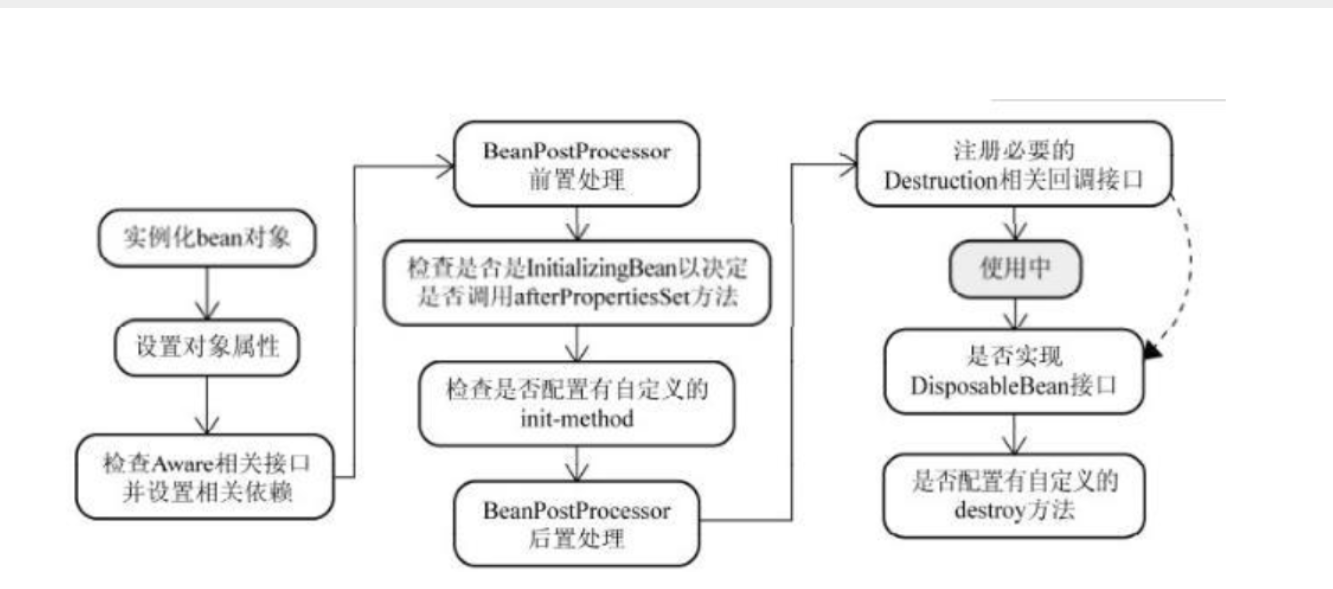 实例化bean对象
设置对象属性
检查Aware相关接口
并设置相关依赖
BeanPostProcessor
前置处理
检查是否是InitializingBean以决定
是否调用afterPropertiesSet方法
检查是否配置有自定义的
init-method
BeanPostProcessor
后置处理
注册必要的
Destruction相关回调接口
使用中
是否实现
DisposableBean接口
是否配置有自定义的
destroy方法